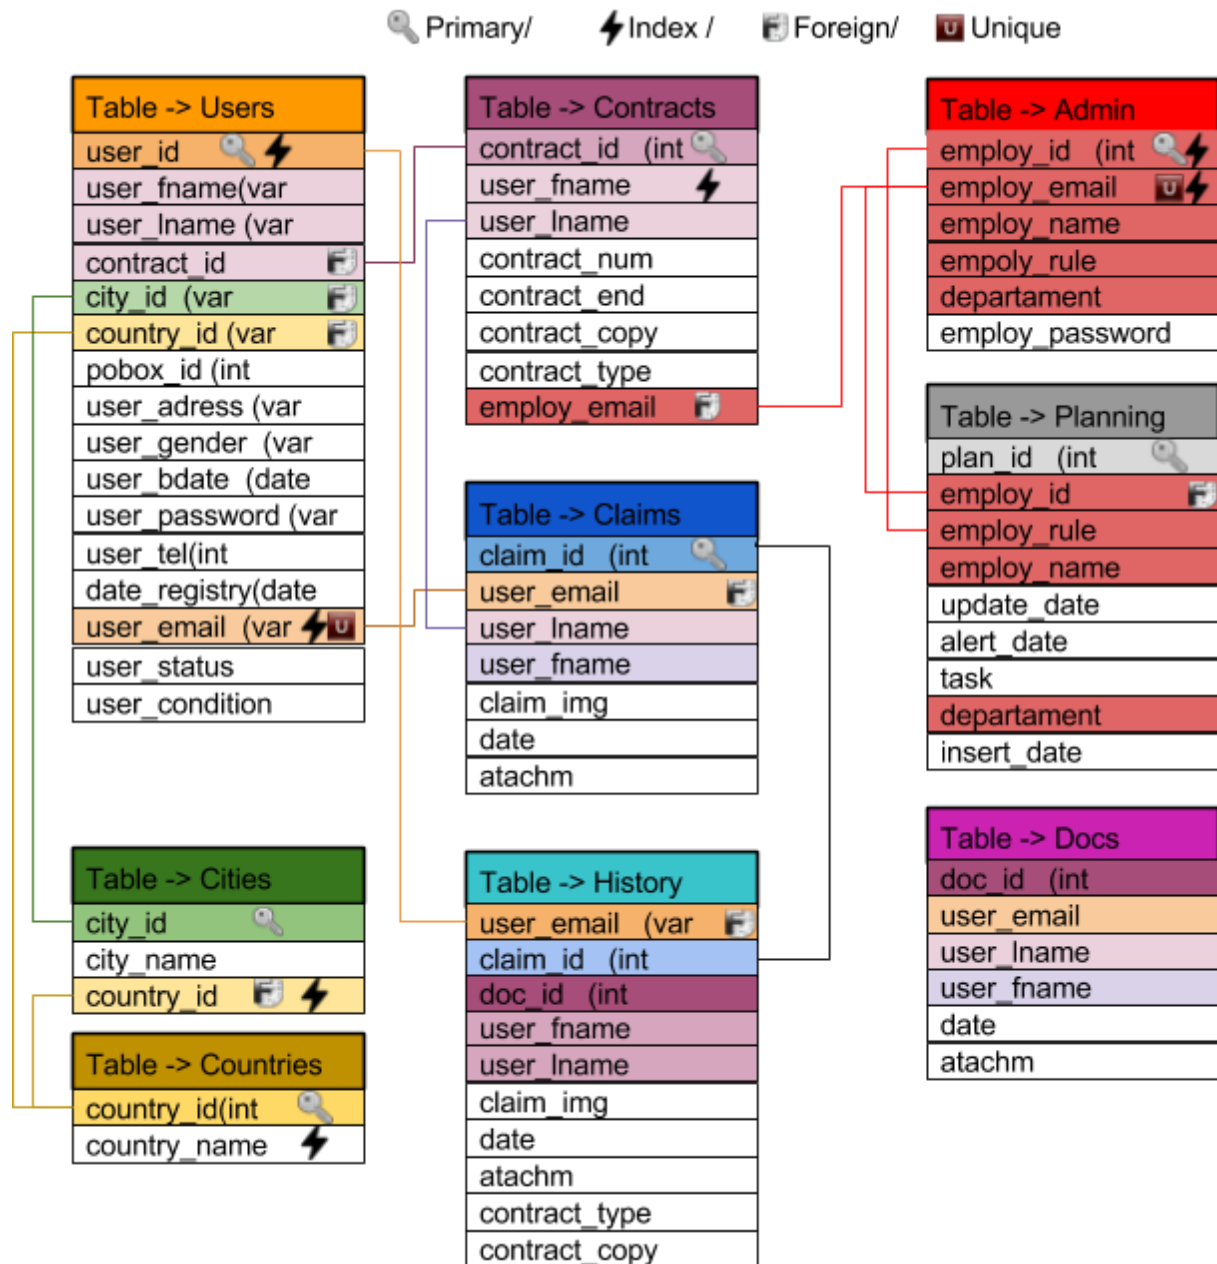 Primary/ Index / Foreign/ U Unique
Table -> Users
user_id
user_fname(var
user_lname (var
contract_id
city_id (var
country_id (var
pobox_id (int
user_adress (var
user_gender (var
user_bdate (date
user_password (var
user_tel(int
date_registry(date
user_email (var U
user_status
user_condition
Table -> Cities
city_id
city_name
country_id
Table -> Countries
country_id(int
country_name
Table -> Contracts
contract_id (int
user_fname
user_lname
contract_num
contract_end
contract_copy
contract_type
employ_email
Table -> Claims
claim_id (int
user_email
user_lname
user_fname
claim_img
date
atachm
Table -> History
user_email (var
claim_id (int
doc_id (int
user_fname
user_lname
claim_img
date
atachm
contract_type
contract_copy
Table -> Admin
employ_id (int
employ_email U
employ_name
empoly_rule
departament
employ_password
Table -> Planning
plan_id (int
employ_id
employ_rule
employ_name
update_date
alert_date
task
departament
insert_date
Table -> Docs
doc_id (int
user_email
user_lname
user_fname
date
atachm